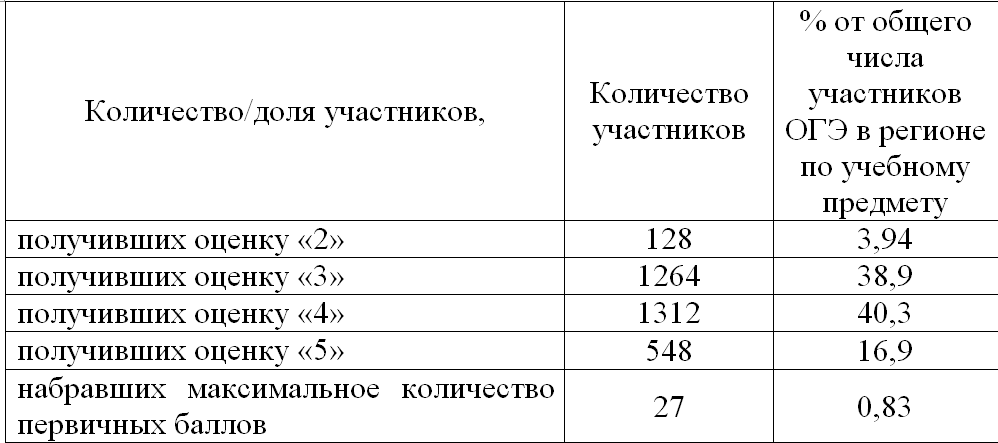 Количество/доля участников,
Количество
участников
% от общего
числа
участников
ОГЭ в регионе
по учебному
предмету
получивших оценку «2» 128 3,94
получивших оценку «3» 1264 38,9
получивших оценку «4» 1312 40,3
получивших оценку «5» 548 16,9
набравших максимальное количество
первичных баллов 27 0,83